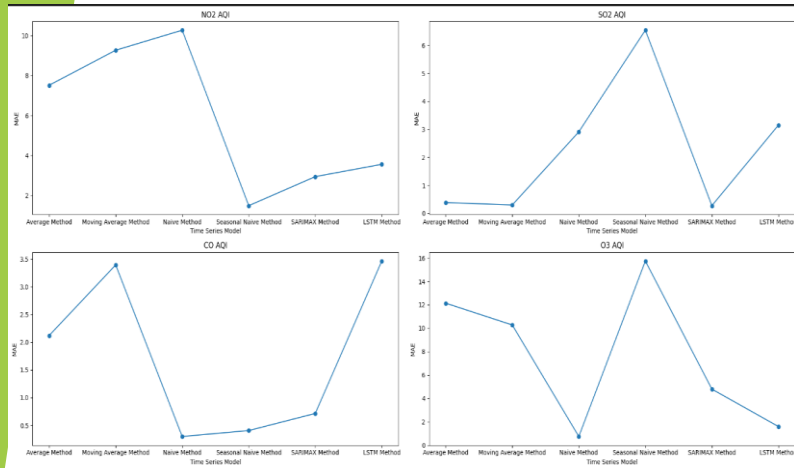 NO2 AQI
MAE
10
8
6
4
2
Average Method Moving Average Method Naive Method Seasonal Naive Method SARIMAX Method LSTM Method
Time Series Model
SO2 AQI
MAE
6
5
4
3
2
1
0
Average Method Moving Average Method Naive Method Seasonal Naive Method SARIMAX Method LSTM Method
Time Series Model
CO AQI
MAE
3.5
3.0
2.5
2.0
1.5
1.0
0.5
Average Method Moving Average Method Naive Method Seasonal Naive Method SARIMAX Method LSTM Method
Time Series Model
O3 AQI
MAE
16
14
12
10
8
6
4
2
0
Average Method Moving Average Method Naive Method Seasonal Naive Method SARIMAX Method LSTM Method
Time Series Model